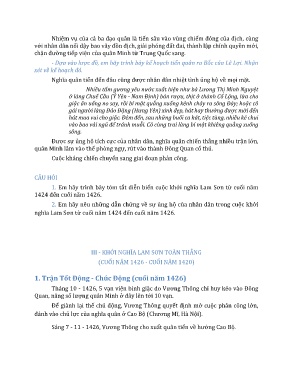 Nhiệm vụ của cả ba đạo quân là tiến sâu vào vùng chiếm đóng của địch, cùng
với nhân dân nổi dậy bao vây đồn địch, giải phóng đất đai, thành lập chính quyền mới,
chặn đường tiếp viện của quân Minh từ Trung Quốc sang.
- Dựa vào lược đồ, em hãy trình bày kế hoạch tiến quân ra Bắc của Lê Lợi. Nhận
xét về kế hoạch đó.
Nghĩa quân tiến đến đâu cũng được nhân dân nhiệt tình ủng hộ về mọi mặt.
Nhiều tấm gương yêu nước xuất hiện như bà Lương Thị Minh Nguyệt
ở làng Chuế Cầu (Ý Yên - Nam Định) bán rượu, thịt ở thành Cổ Lộng, lừa cho
giặc ăn uống no say, rồi bí mật quẳng xuống kênh chảy ra sông Đáy; hoặc cô
gái người làng Đào Đặng (Hưng Yên) xinh đẹp, hát hay thường được mời đến
hát mua vui cho giặc. Đêm đến, sau những buổi ca hát, tiệc tùng, nhiều kẻ chui
vào bao vải ngủ để tránh muỗi. Cô cùng trai làng bí mật khiêng quẳng xuống
sông.
Được sự ủng hộ tích cực của nhân dân, nghĩa quân chiến thắng nhiều trận lớn,
quân Minh lâm vào thế phòng ngự, rút vào thành Đông Quan cố thủ.
Cuộc kháng chiến chuyển sang giai đoạn phản công.
CÂU HỎI
1. Em hãy trình bày tóm tắt diễn biến cuộc khởi nghĩa Lam Sơn từ cuối năm
1424 đến cuối năm 1426.
2. Em hãy nêu những dẫn chứng về sự ủng hộ của nhân dân trong cuộc khởi
nghĩa Lam Sơn từ cuối năm 1424 đến cuối năm 1426.
III - KHỞI NGHĨA LAM SƠN TOÀN THẮNG
(CUỐI NĂM 1426 - CUỐI NĂM 1420)
1. Trận Tốt Động - Chúc Động (cuối năm 1426)
Tháng 10 - 1426, 5 vạn viện binh giặc do Vương Thông chỉ huy kéo vào Đông
Quan, nâng số lượng quân Minh ở đây lên tới 10 vạn.
Để giành lại thế chủ động, Vương Thông quyết định mở cuộc phản công lớn,
đánh vào chủ lực của nghĩa quân ở Cao Bộ (Chương Mĩ, Hà Nội).
Sáng 7 - 11 - 1426, Vương Thông cho xuất quân tiến về hướng Cao Bộ.